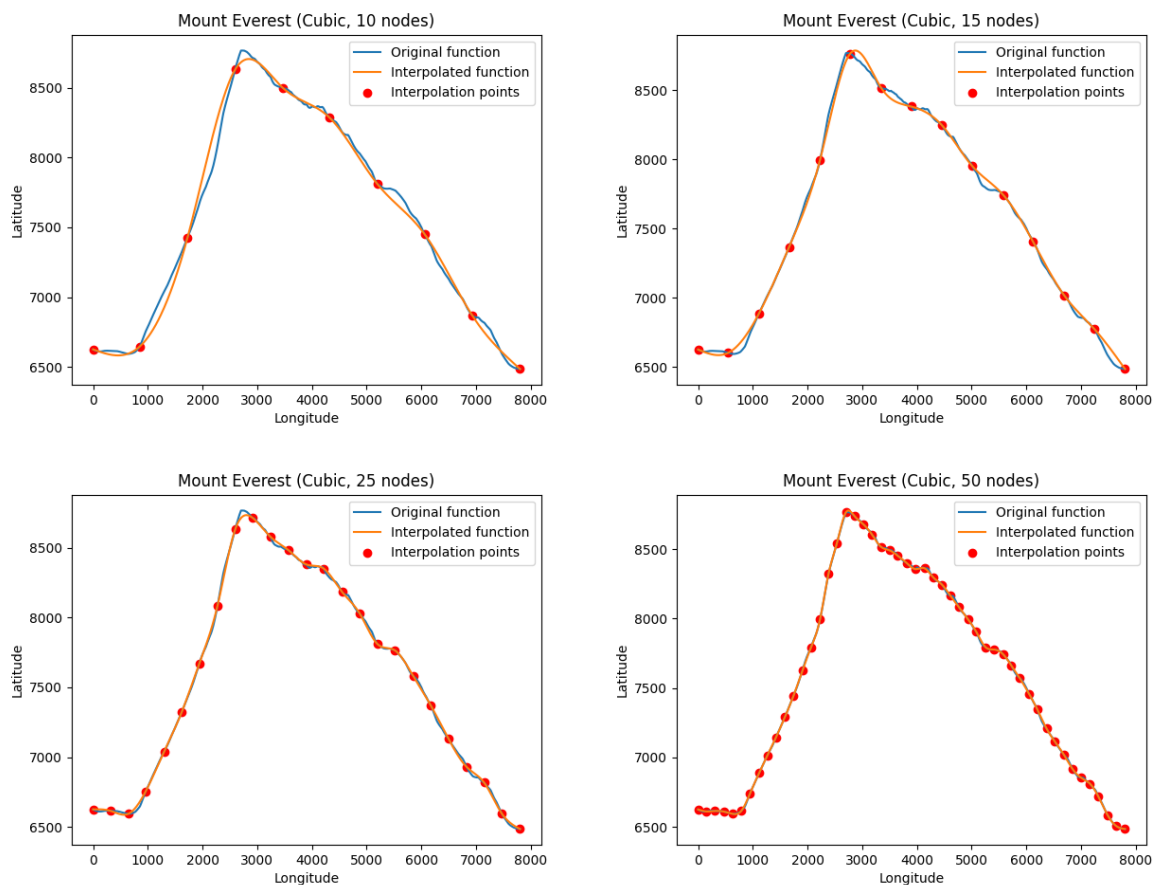 Mount Everest (Cubic, 10 nodes)
Original function
Interpolated function
Interpolation points
8500
8000
7500
7000
6500
Latitude
0 1000 2000 3000 4000 5000 6000 7000 8000
Longitude
Mount Everest (Cubic, 15 nodes)
Original function
Interpolated function
Interpolation points
8500
8000
7500
7000
6500
Latitude
0 1000 2000 3000 4000 5000 6000 7000 8000
Longitude
Mount Everest (Cubic, 25 nodes)
Original function
Interpolated function
Interpolation points
8500
8000
7500
7000
6500
Latitude
0 1000 2000 3000 4000 5000 6000 7000 8000
Longitude
Mount Everest (Cubic, 50 nodes)
Original function
Interpolated function
Interpolation points
8500
8000
7500
7000
6500
Latitude
0 1000 2000 3000 4000 5000 6000 7000 8000
Longitude